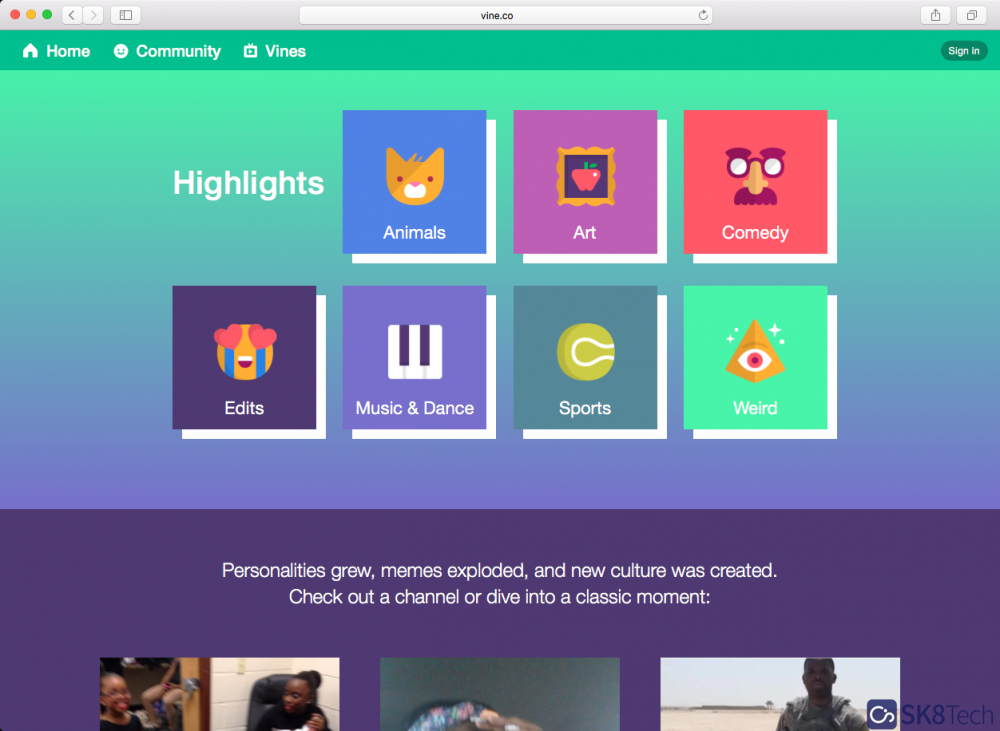 vine.co
Home Community Vines Sign in
Highlights
Animals Art Comedy
Edits Music & Dance Sports Weird
Personalities grew, memes exploded, and new culture was created.
Check out a channel or dive into a classic moment:
SK8Tech